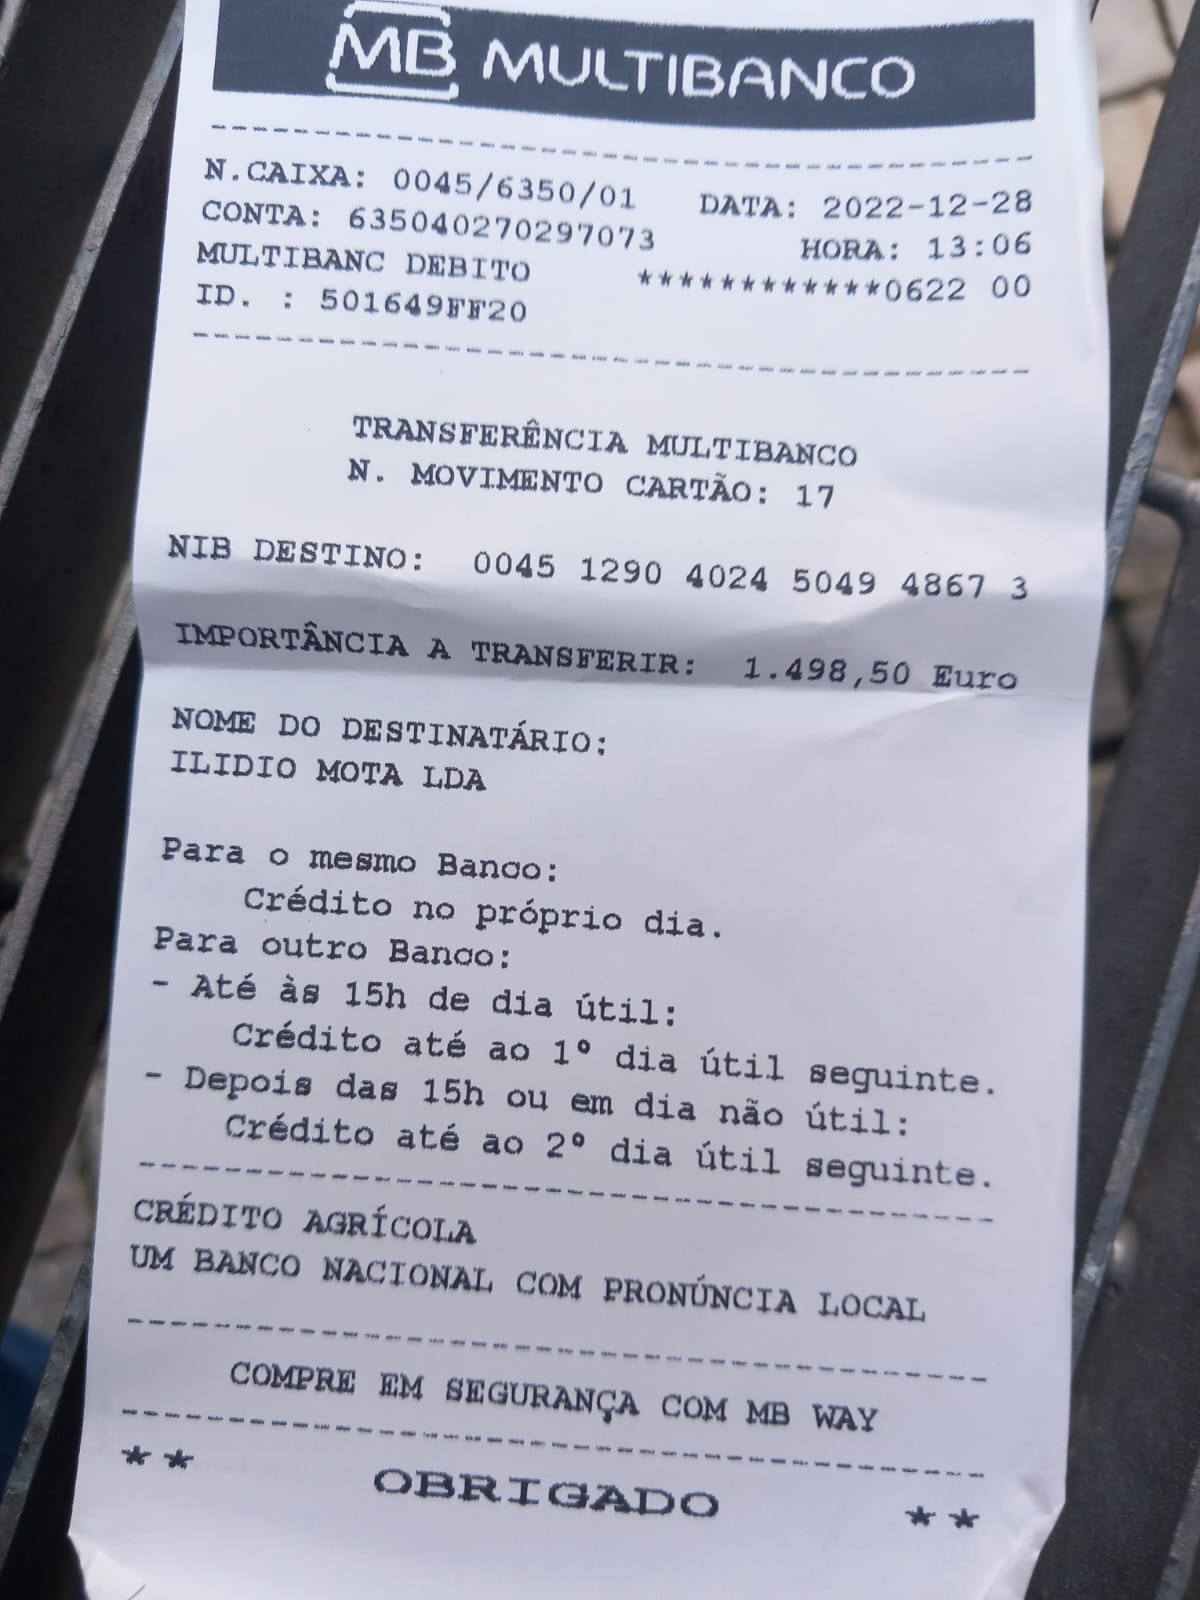 MB MULTIBANCO
N.CAIXA: 0045/6350/01 DATA: 2022-12-28
CONTA: 635040270297073 HORA: 13:06
MULTIBANC DEBITO ************0622 00
ID. : 501649FF20
TRANSFERÊNCIA MULTIBANCO
N. MOVIMENTO CARTÃO: 17
NIB DESTINO: 0045 1290 4024 5049 4867 3
IMPORTÂNCIA A TRANSFERIR: 1.498,50 Euro
NOME DO DESTINATÁRIO:
ILIDIO MOTA LDA
Para o mesmo Banco:
Crédito no próprio dia.
Para outro Banco:
- Até às 15h de dia útil:
Crédito até ao 1º dia útil seguinte.
- Depois das 15h ou em dia não útil:
Crédito até ao 2º dia útil seguinte.
CRÉDITO AGRÍCOLA
UM BANCO NACIONAL COM PRONÚNCIA LOCAL
COMPRE EM SEGURANÇA COM MB WAY
** OBRIGADO **